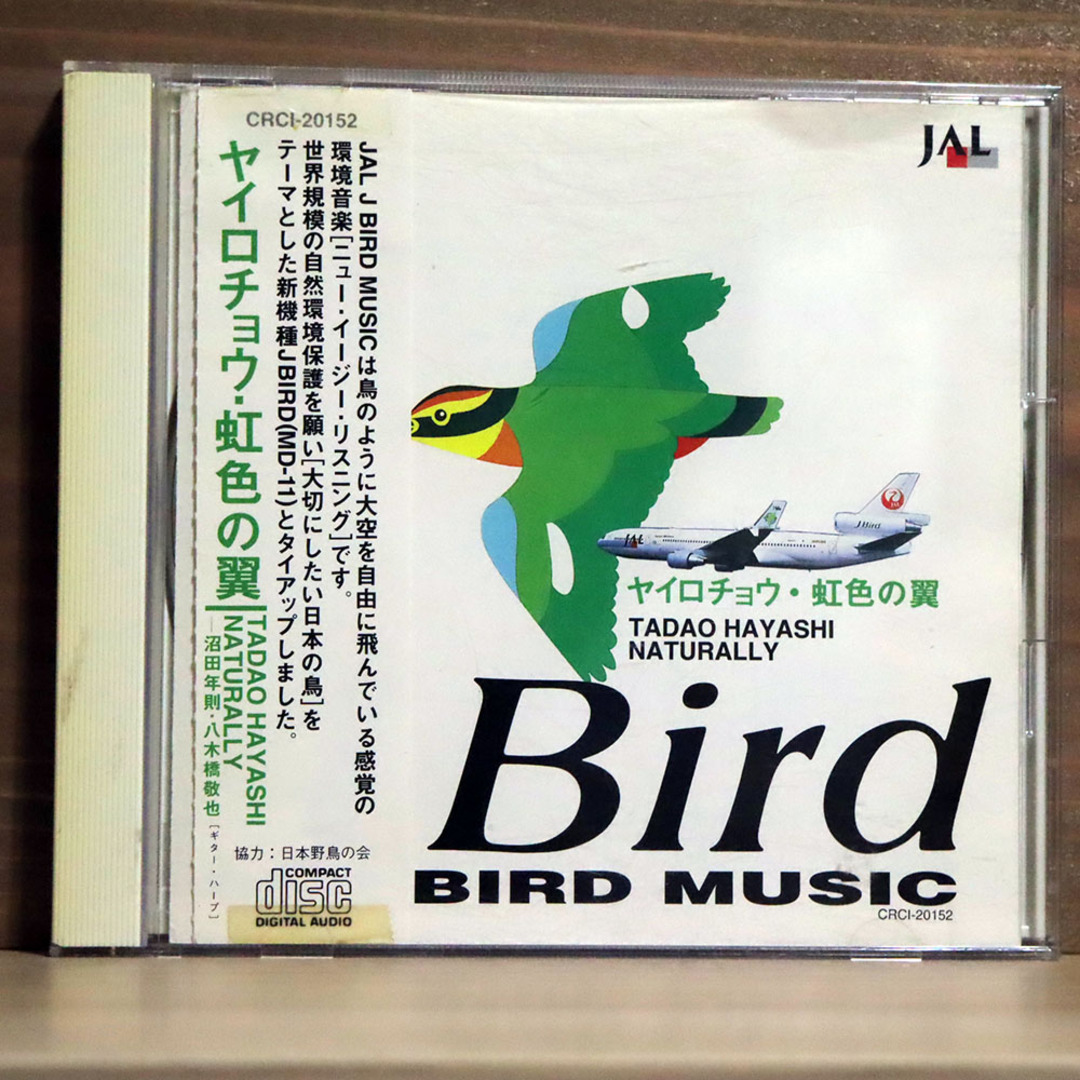 CRCI-20152
JAL J BIRD MUSICは鳥のように大空を自由に飛んでいる感覚の
環境音楽[ニュー・イージー・リスニング]です。
世界規模の自然環境保護を願い[大切にしたい日本の鳥]を
テーマとした新機種J BIRD(MD-11)とタイアップしました。
ヤイロチョウ・虹色の翼
TADAO HAYASHI
NATURALLY
―沼田年則・八木橋敬也[ギター・ハープ]
協力:日本野鳥の会
COMPACT
disc
DIGITAL AUDIO
JAL
JAL
J Bird
ヤイロチョウ・虹色の翼
TADAO HAYASHI
NATURALLY
Bird
BIRD MUSIC
CRCI-20152